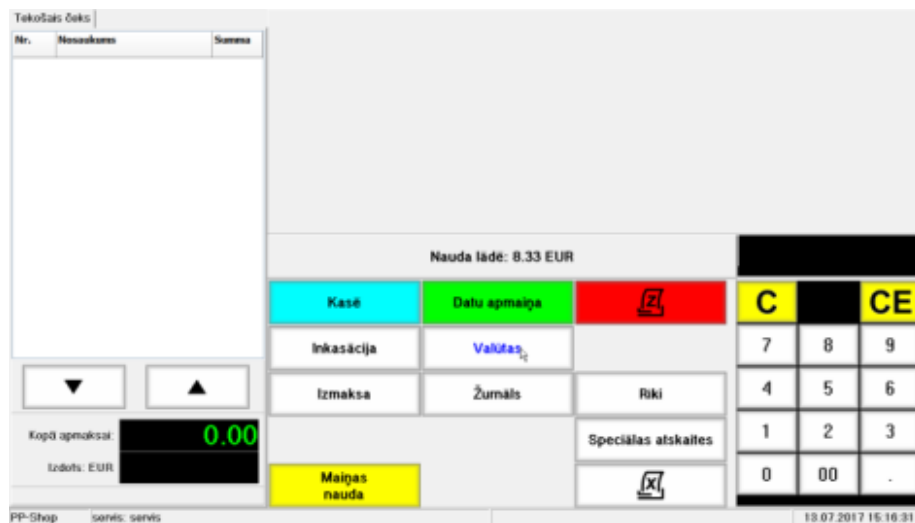 Tekošais čeks
Nr. Nosaukums Summa
Nauda lādē: 8.33 EUR
Kasē Datu apmaiņa Z C CE
Inkasācija Valūtas 7 8 9
Izmaksa Žurnāls Rīki 4 5 6
Kopā apmaksai: 0.00 Speciālas atskaites 1 2 3
Izdots: EUR Maiņas X 0 00 .
nauda
PP-Shop servis: servis 13.07.2017 15:16:31